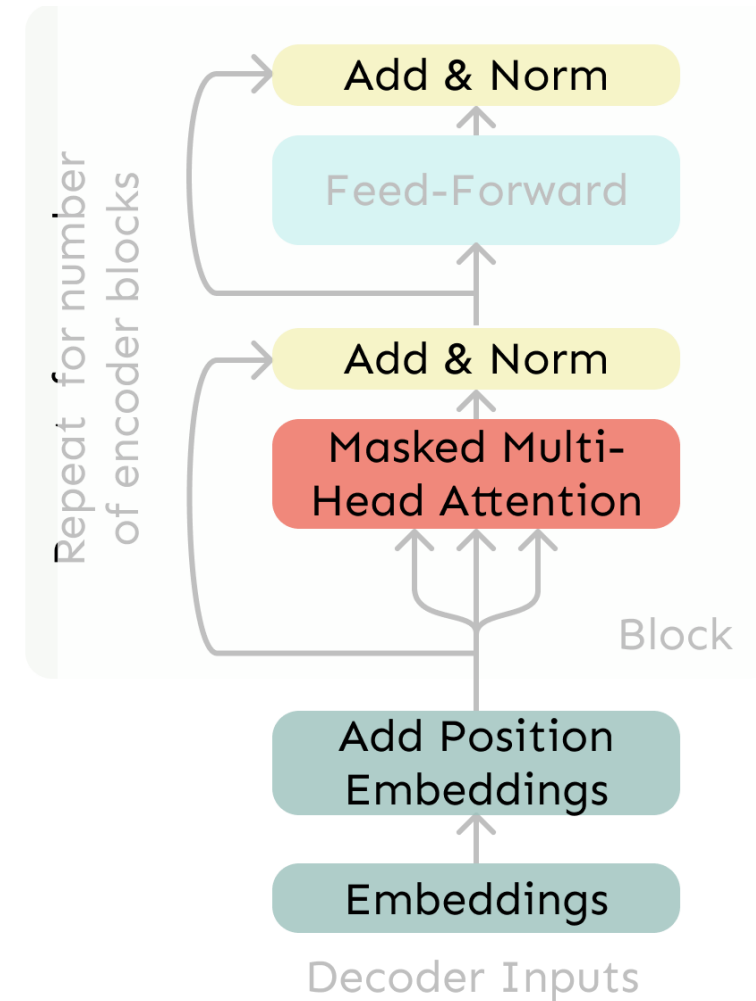 Add & Norm
Feed-Forward
Repeat for number
of encoder blocks
Add & Norm
Masked Multi-
Head Attention
Block
Add Position
Embeddings
Embeddings
Decoder Inputs